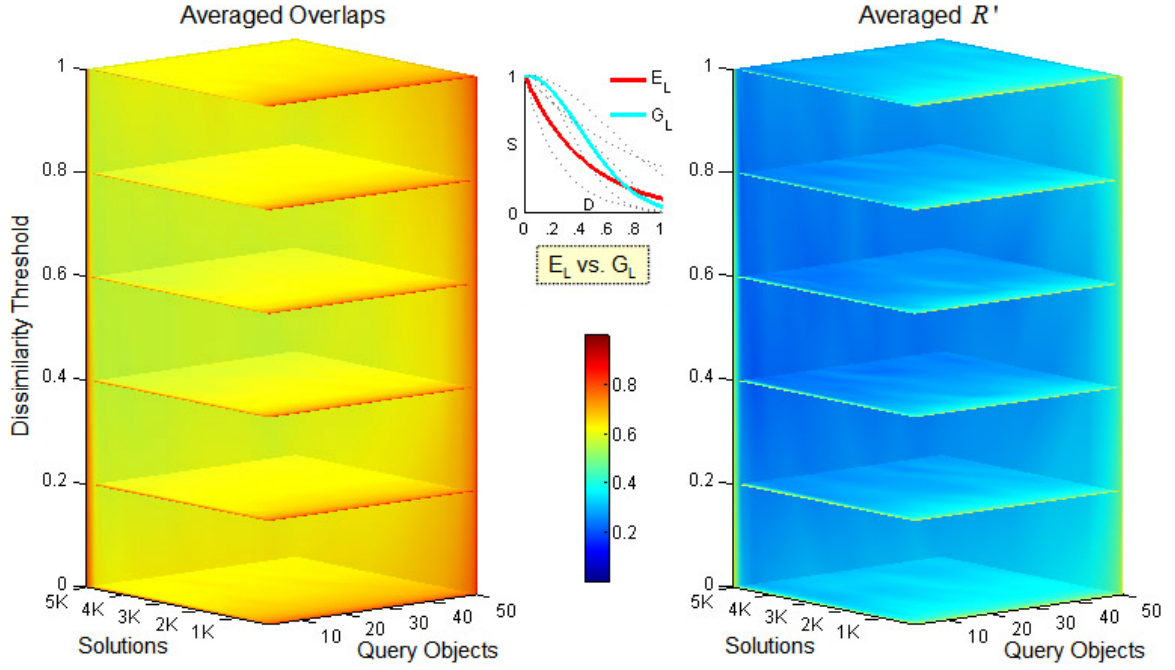 Averaged Overlaps
Dissimilarity Threshold
1
0.8
0.6
0.4
0.2
0
5K
4K
3K
2K
1K
Solutions
10
20
30
40
50
Query Objects
1
S
0
D
0 .2 .4 .6 .8 1
E_L
G_L
E_L vs. G_L
0.8
0.6
0.4
0.2
Averaged R'
1
0.8
0.6
0.4
0.2
0
5K
4K
3K
2K
1K
Solutions
10
20
30
40
50
Query Objects